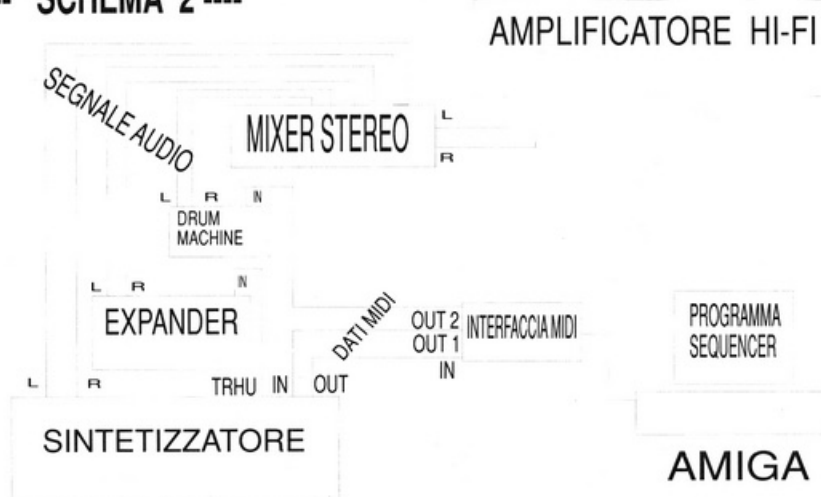 -- SCHEMA 2 ----
AMPLIFICATORE HI-FI
SEGNALE AUDIO
MIXER STEREO
L
R
L R IN
DRUM
MACHINE
L R IN
EXPANDER
DATI MIDI
OUT 2
OUT 1
IN
INTERFACCIA MIDI
PROGRAMMA
SEQUENCER
L R TRHU IN OUT
SINTETIZZATORE
AMIGA